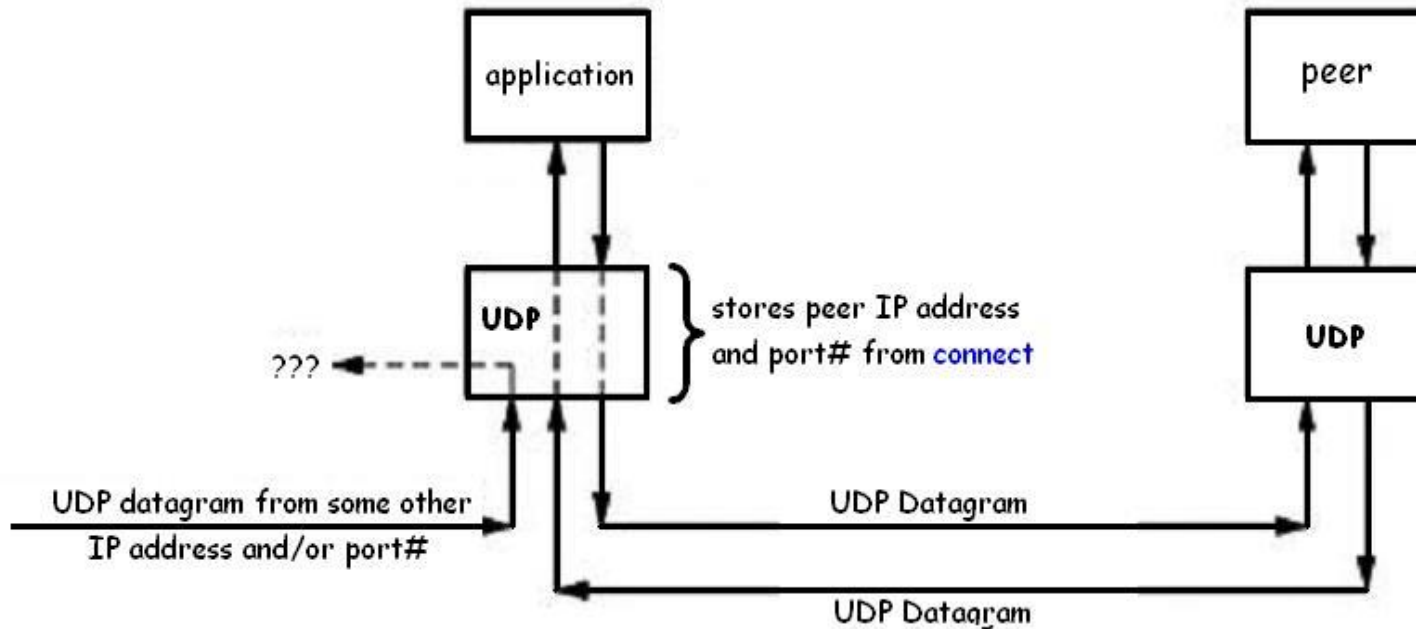 application
peer
UDP
stores peer IP address
and port# from connect
UDP
???
UDP datagram from some other
IP address and/or port#
UDP Datagram
UDP Datagram